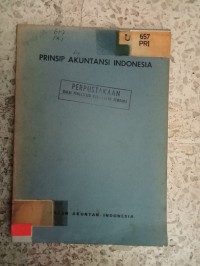 657
PRI
PRINSIP AKUNTANSI INDONESIA
PERPUSTAKAAN
AKUNTAN INDONESIA